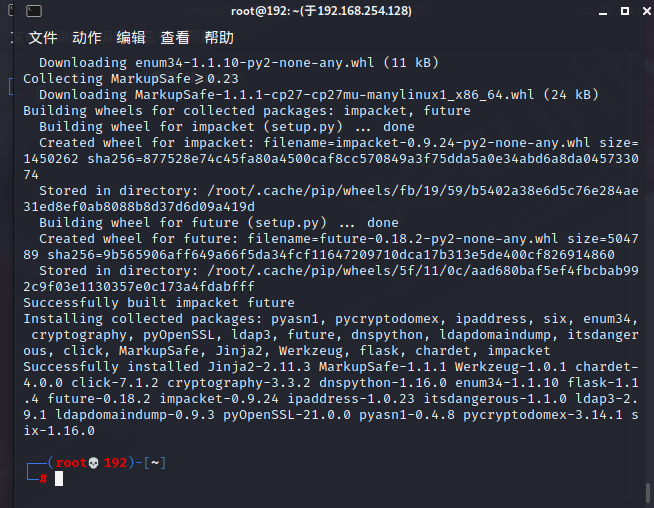 root@192: ~(于192.168.254.128)
文件 动作 编辑 查看 帮助
Downloading enum34-1.1.10-py2-none-any.whl (11 kB)
Collecting MarkupSafe>=0.23
Downloading MarkupSafe-1.1.1-cp27-cp27mu-manylinux1_x86_64.whl (24 kB)
Building wheels for collected packages: impacket, future
Building wheel for impacket (setup.py) ... done
Created wheel for impacket: filename=impacket-0.9.24-py2-none-any.whl size=
1450262 sha256=877528e74c45fa80a4500caf8cc570849a3f75dda5a0e34abd6a8da0457330
74
Stored in directory: /root/.cache/pip/wheels/fb/19/59/b5402a38e6d5c76e284ae
31ed8ef0ab8088b8d37d6d09a419d
Building wheel for future (setup.py) ... done
Created wheel for future: filename=future-0.18.2-py2-none-any.whl size=5047
89 sha256=9b565906aff649a66f5da34fcf11647209710dca17b313e5de400cf826914860
Stored in directory: /root/.cache/pip/wheels/5f/11/0c/aad680baf5ef4fbcbab99
2c9f03e1130357e0c173a4fdabfff
Successfully built impacket future
Installing collected packages: pyasn1, pycryptodomex, ipaddress, six, enum34,
cryptography, pyOpenSSL, ldap3, future, dnspython, ldapdomaindump, itsdanger
ous, click, MarkupSafe, Jinja2, Werkzeug, flask, chardet, impacket
Successfully installed Jinja2-2.11.3 MarkupSafe-1.1.1 Werkzeug-1.0.1 chardet-
4.0.0 click-7.1.2 cryptography-3.3.2 dnspython-1.16.0 enum34-1.1.10 flask-1.1
.4 future-0.18.2 impacket-0.9.24 ipaddress-1.0.23 itsdangerous-1.1.0 ldap3-2.
9.1 ldapdomaindump-0.9.3 pyOpenSSL-21.0.0 pyasn1-0.4.8 pycryptodomex-3.14.1 s
ix-1.16.0
┌──(root💀192)-[~]
└─#